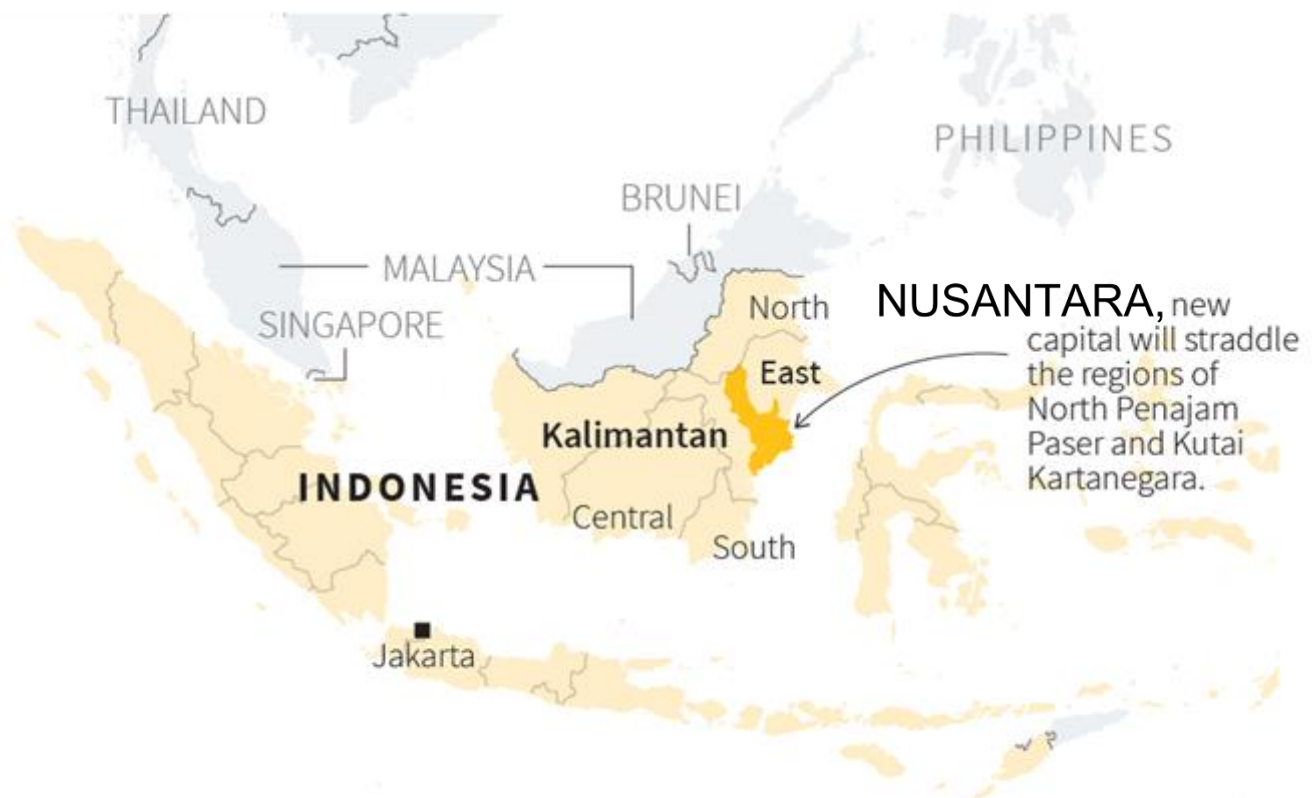 THAILAND
PHILIPPINES
BRUNEI
MALAYSIA
SINGAPORE
North
NUSANTARA, new
capital will straddle
the regions of
North Penajam
Paser and Kutai
Kartanegara.
East
Kalimantan
INDONESIA
Central
South
Jakarta